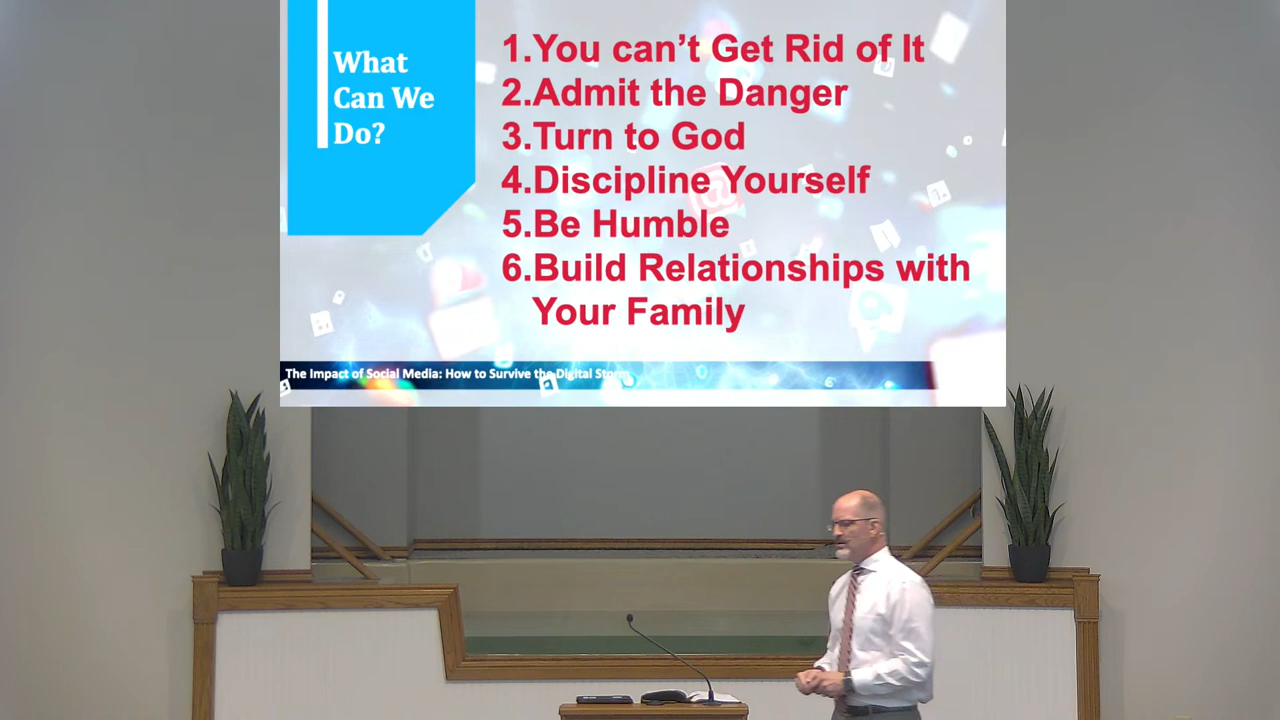 What
Can We
Do?
1.You can’t Get Rid of It
2.Admit the Danger
3.Turn to God
4.Discipline Yourself
5.Be Humble
6.Build Relationships with
Your Family
The Impact of Social Media: How to Survive the Digital Storm